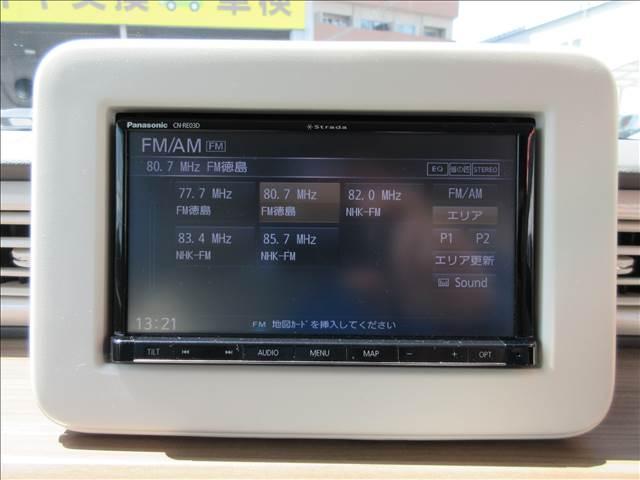 車検
Panasonic CN-RE03D
Strada
FM/AM FM
80.7 MHz FM徳島
EQ STEREO
77.7 MHz 80.7 MHz 82.0 MHz FM/AM
FM徳島 FM徳島 NHK-FM エリア
83.4 MHz 85.7 MHz P1 P2
NHK-FM NHK-FM エリア更新
Sound
13:21 FM 地図ｶｰﾄﾞを挿入してください
TILT AUDIO MENU MAP − + OPT